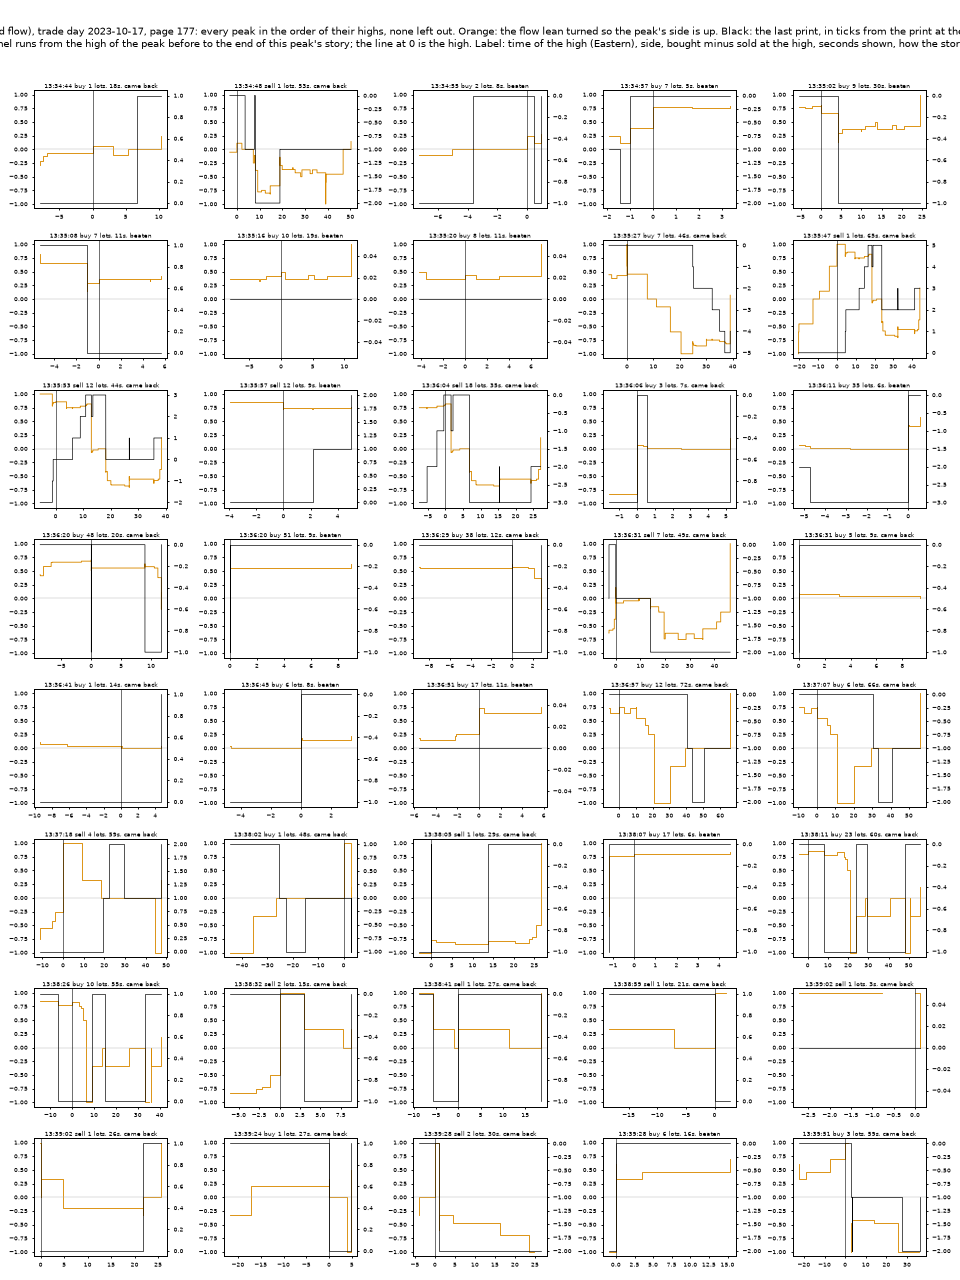 d flow), trade day 2023-10-17, page 177: every peak in the order of their highs, none left out. Orange: the flow lean turned so the peak's side is up. Black: the last print, in ticks from the print at the
nel runs from the high of the peak before to the end of this peak's story; the line at 0 is the high. Label: time of the high (Eastern), side, bought minus sold at the high, seconds shown, how the stor
13:34:44 buy 1 lots. 18s. came back
13:34:48 sell 1 lots. 53s. came back
13:34:55 buy 2 lots. 8s. beaten
13:34:57 buy 7 lots. 5s. beaten
13:35:02 buy 9 lots. 30s. beaten
13:35:08 buy 7 lots. 11s. beaten
13:35:16 buy 10 lots. 19s. beaten
13:35:20 buy 8 lots. 11s. beaten
13:35:27 buy 7 lots. 46s. came back
13:35:47 sell 1 lots. 65s. came back
13:35:53 sell 12 lots. 44s. came back
13:35:57 sell 12 lots. 9s. beaten
13:36:04 sell 18 lots. 35s. came back
13:36:06 buy 3 lots. 7s. came back
13:36:11 buy 35 lots. 6s. beaten
13:36:20 buy 48 lots. 20s. came back
13:36:20 buy 51 lots. 9s. beaten
13:36:29 buy 38 lots. 12s. came back
13:36:31 sell 7 lots. 49s. came back
13:36:31 buy 5 lots. 9s. came back
13:36:41 buy 1 lots. 14s. came back
13:36:45 buy 6 lots. 8s. beaten
13:36:51 buy 17 lots. 11s. beaten
13:36:57 buy 12 lots. 72s. came back
13:37:07 buy 6 lots. 66s. came back
13:37:18 sell 4 lots. 59s. came back
13:38:02 buy 1 lots. 48s. came back
13:38:05 sell 1 lots. 29s. came back
13:38:07 buy 17 lots. 6s. beaten
13:38:11 buy 23 lots. 60s. came back
13:38:26 buy 10 lots. 55s. came back
13:38:32 sell 2 lots. 15s. came back
13:38:41 sell 1 lots. 27s. came back
13:38:59 sell 1 lots. 21s. came back
13:39:02 sell 1 lots. 3s. came back
13:39:02 sell 1 lots. 26s. came back
13:39:24 buy 1 lots. 27s. came back
13:39:28 sell 2 lots. 30s. came back
13:39:28 buy 6 lots. 16s. beaten
13:39:51 buy 3 lots. 59s. came back